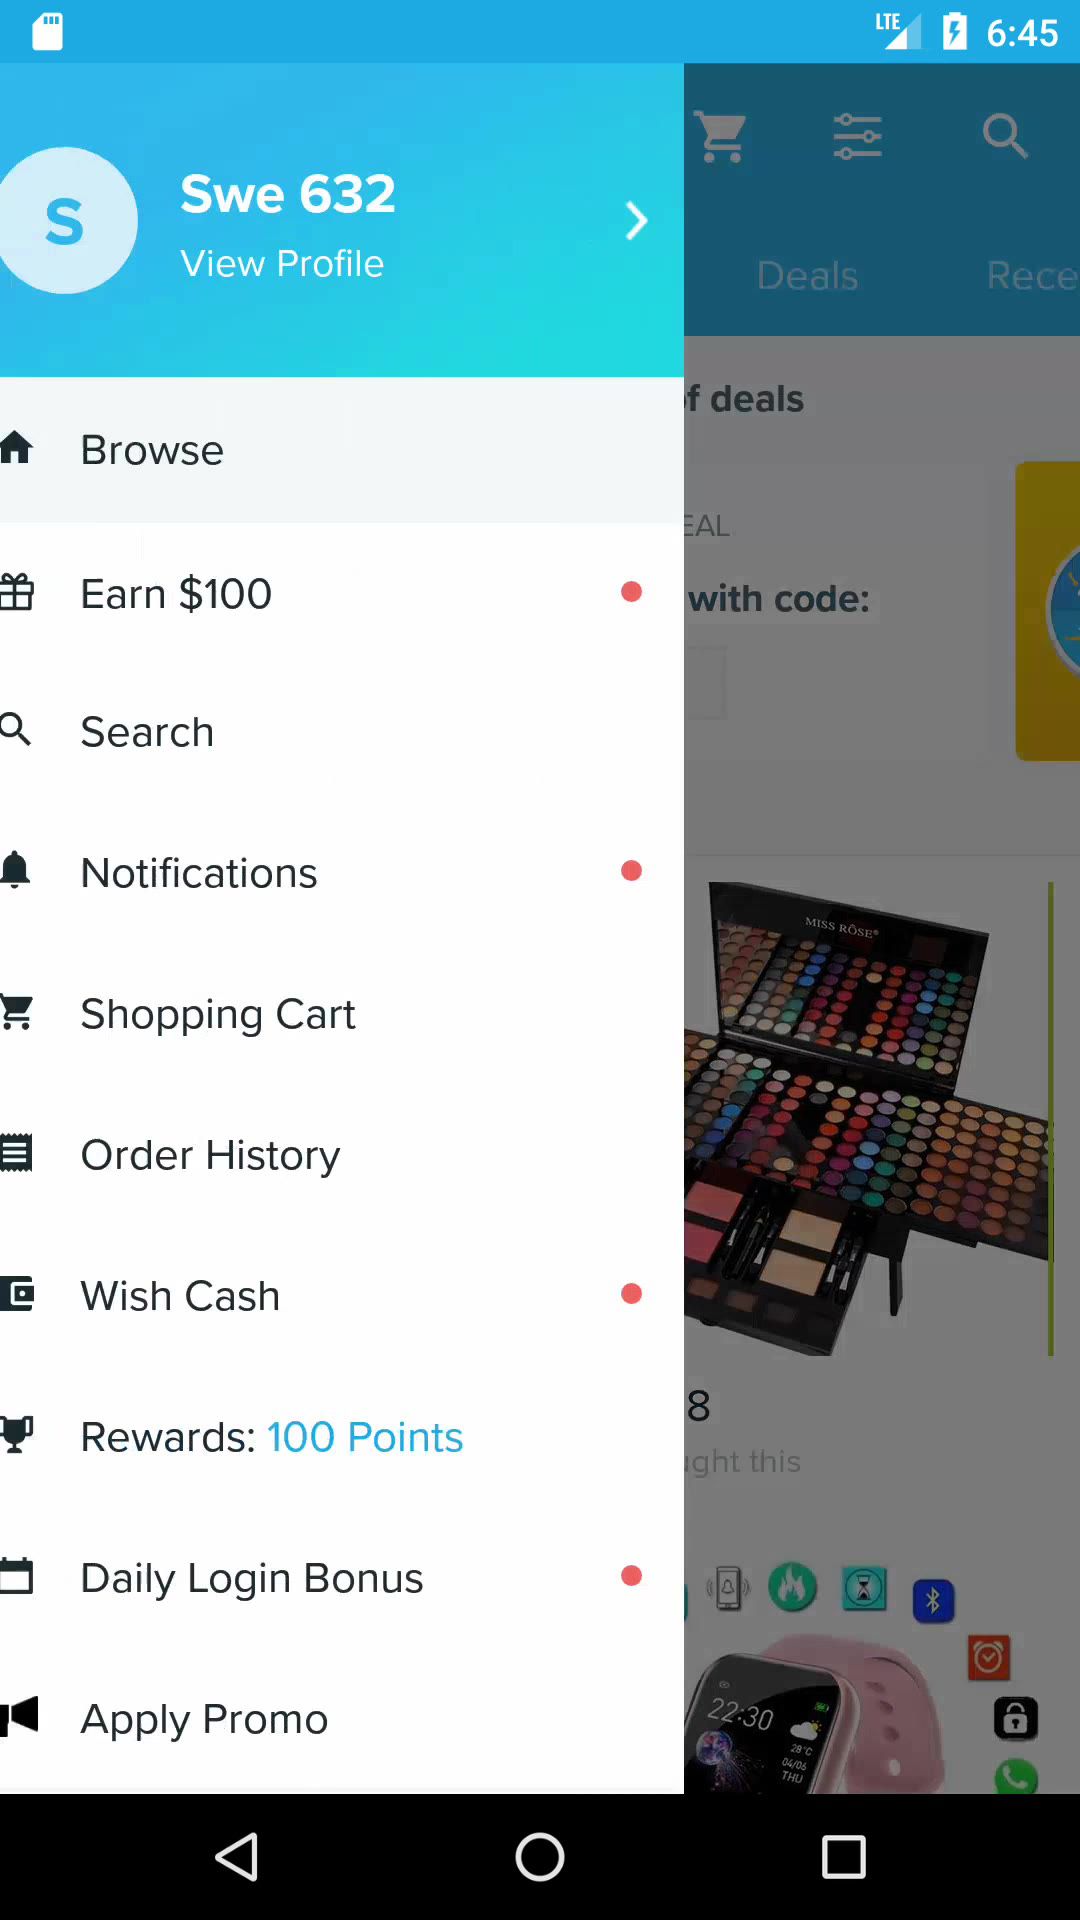 LTE 6:45
S
Swe 632
View Profile
Deals
Rece
f deals
EAL
with code:
Browse
Earn $100
Search
Notifications
Shopping Cart
Order History
Wish Cash
Rewards: 100 Points
Daily Login Bonus
Apply Promo
MISS RÔSE®
8
ght this
22:30
28°C
04/06
THU